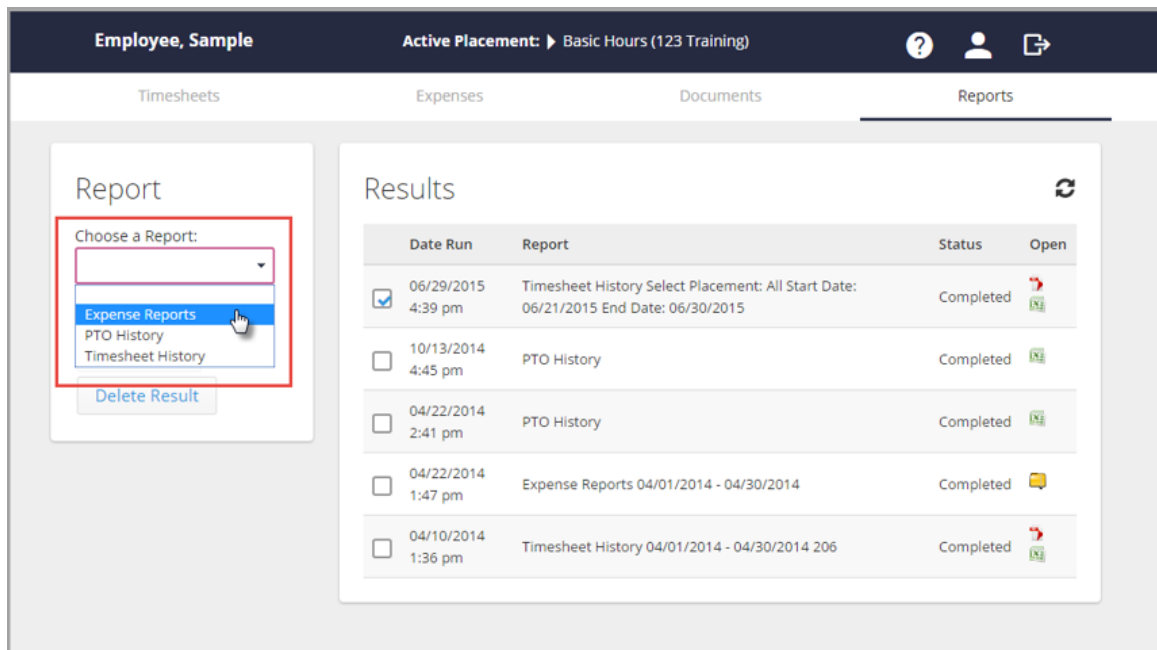 Employee, Sample
Active Placement: Basic Hours (123 Training)
?
Timesheets
Expenses
Documents
Reports
Report
Choose a Report:
Expense Reports
PTO History
Timesheet History
Delete Result
Results
Date Run Report Status Open
06/29/2015 Timesheet History Select Placement: All Start Date: Completed
4:39 pm 06/21/2015 End Date: 06/30/2015
10/13/2014 PTO History Completed
4:45 pm
04/22/2014 PTO History Completed
2:41 pm
04/22/2014 Expense Reports 04/01/2014 - 04/30/2014 Completed
1:47 pm
04/10/2014 Timesheet History 04/01/2014 - 04/30/2014 206 Completed
1:36 pm